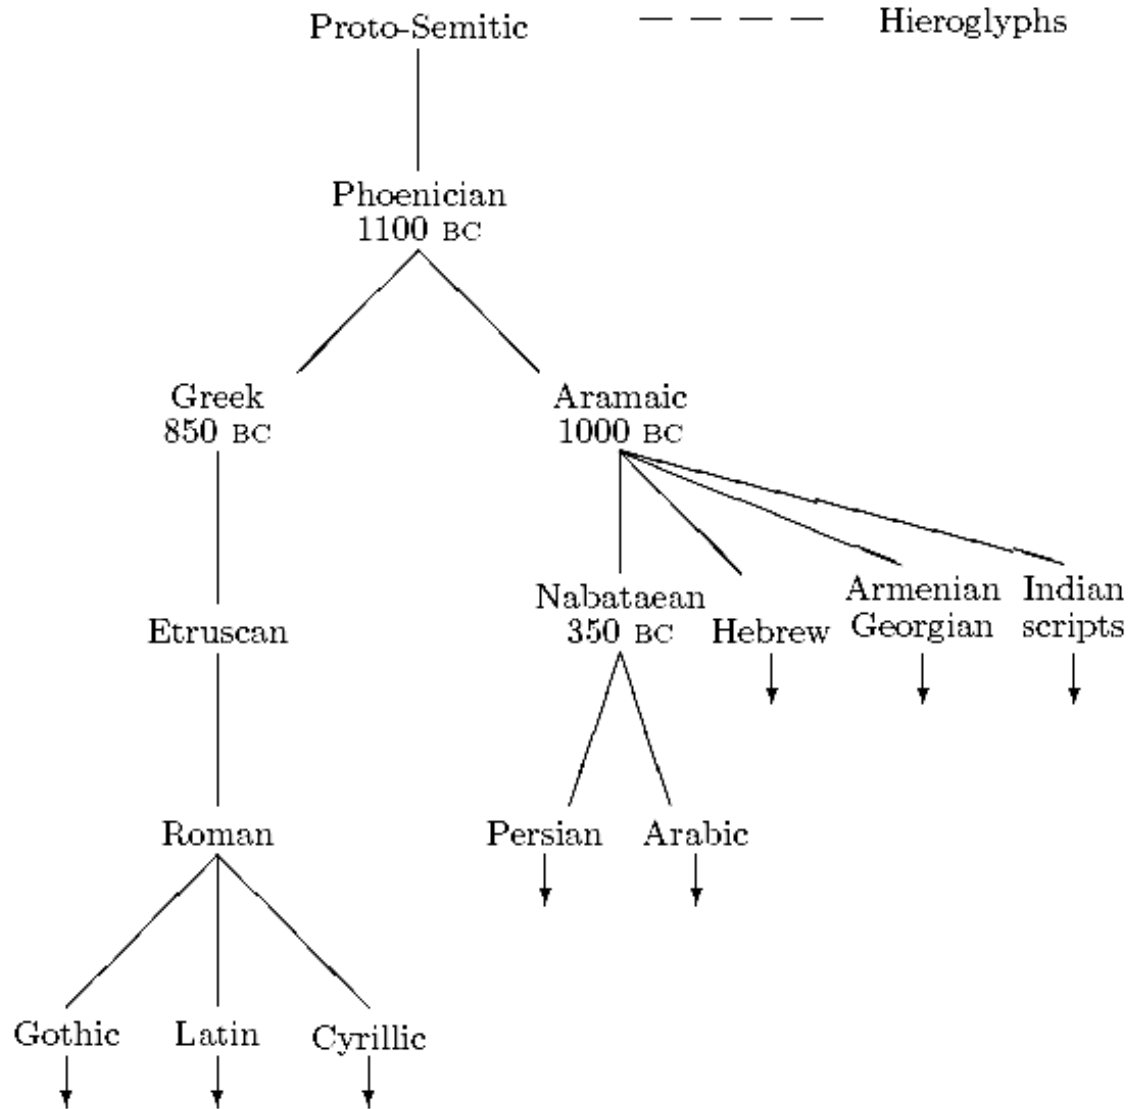 Proto-Semitic
Hieroglyphs
Phoenician
1100 BC
Greek
850 BC
Aramaic
1000 BC
Etruscan
Nabataean
350 BC
Hebrew
Armenian
Georgian
Indian
scripts
Roman
Persian
Arabic
Gothic
Latin
Cyrillic